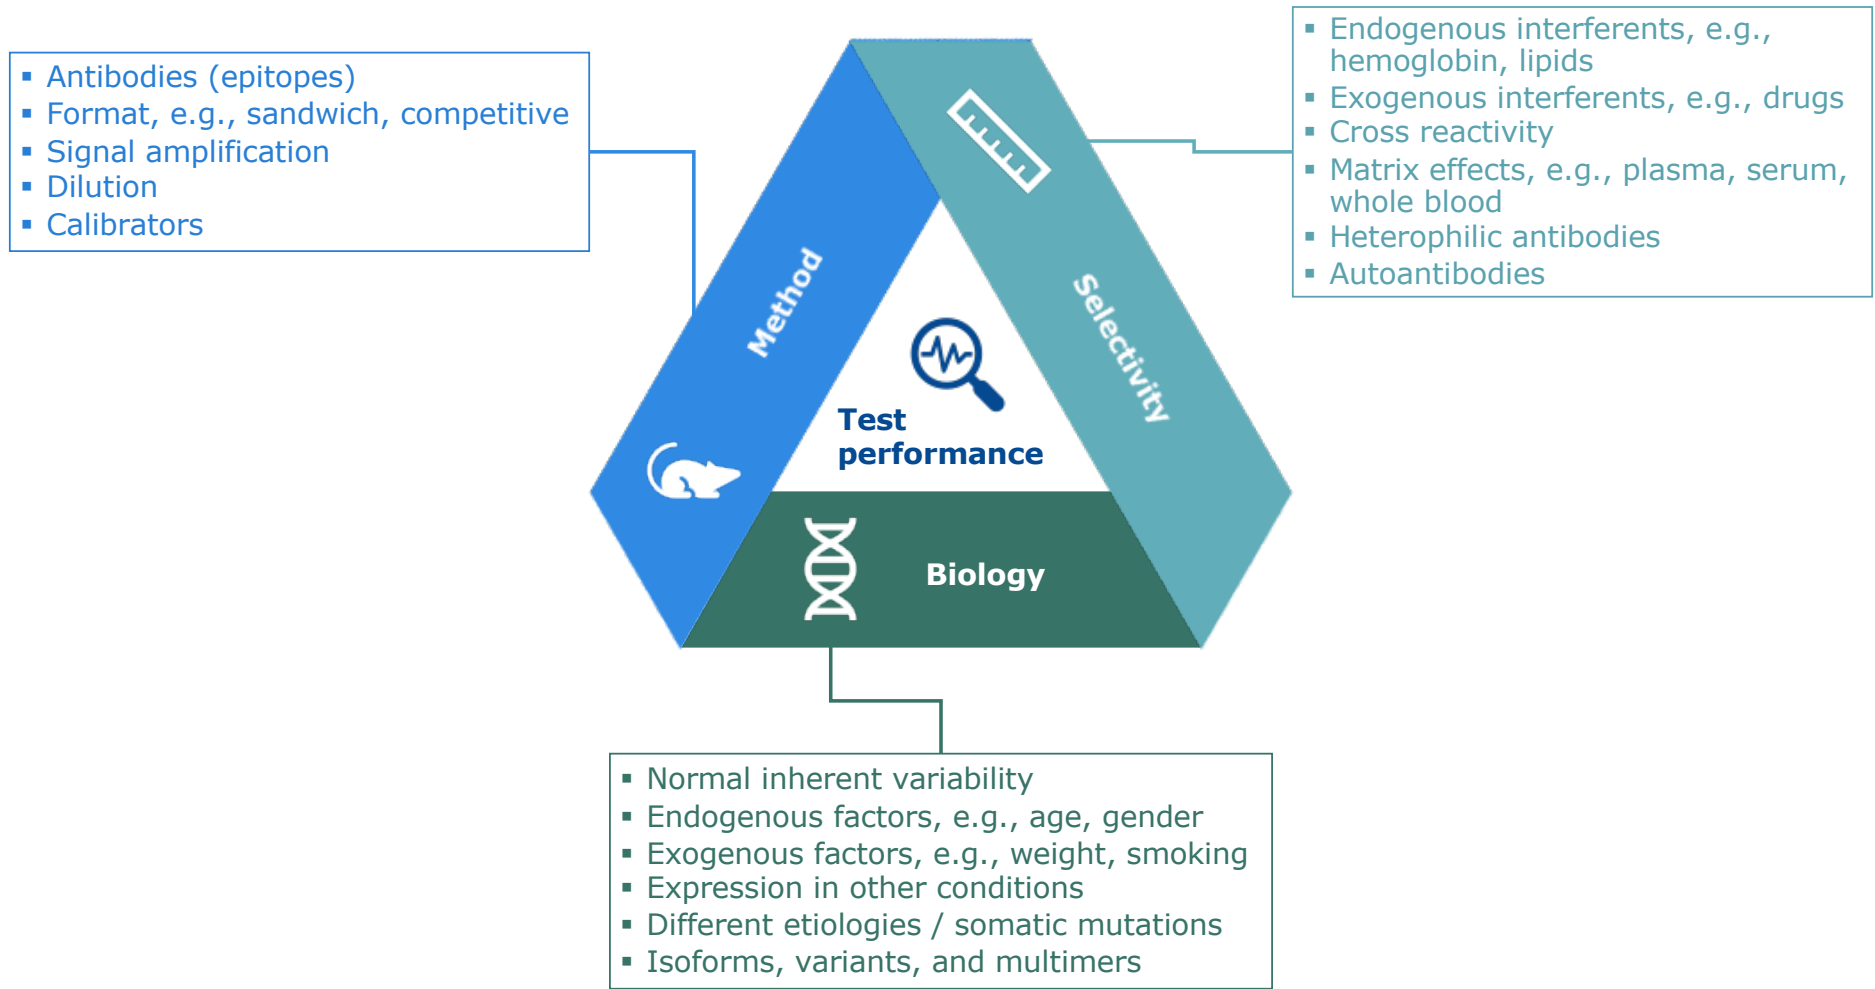 ▪ Antibodies (epitopes)
▪ Format, e.g., sandwich, competitive
▪ Signal amplification
▪ Dilution
▪ Calibrators
▪ Endogenous interferents, e.g.,
hemoglobin, lipids
▪ Exogenous interferents, e.g., drugs
▪ Cross reactivity
▪ Matrix effects, e.g., plasma, serum,
whole blood
▪ Heterophilic antibodies
▪ Autoantibodies
Method
Selectivity
Test
performance
Biology
▪ Normal inherent variability
▪ Endogenous factors, e.g., age, gender
▪ Exogenous factors, e.g., weight, smoking
▪ Expression in other conditions
▪ Different etiologies / somatic mutations
▪ Isoforms, variants, and multimers